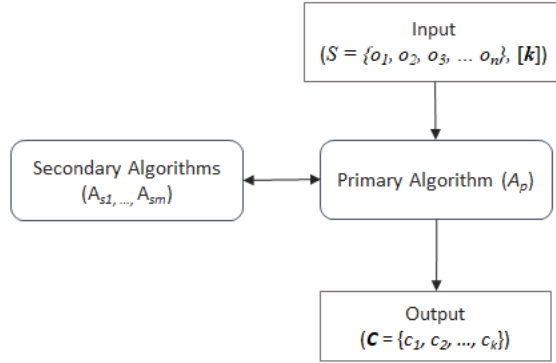 Input
(S = {o1, o2, o3, ... on}, [k])
Secondary Algorithms
(As1, ..., Asm)
Primary Algorithm (Ap)
Output
(C = {c1, c2, ..., ck})